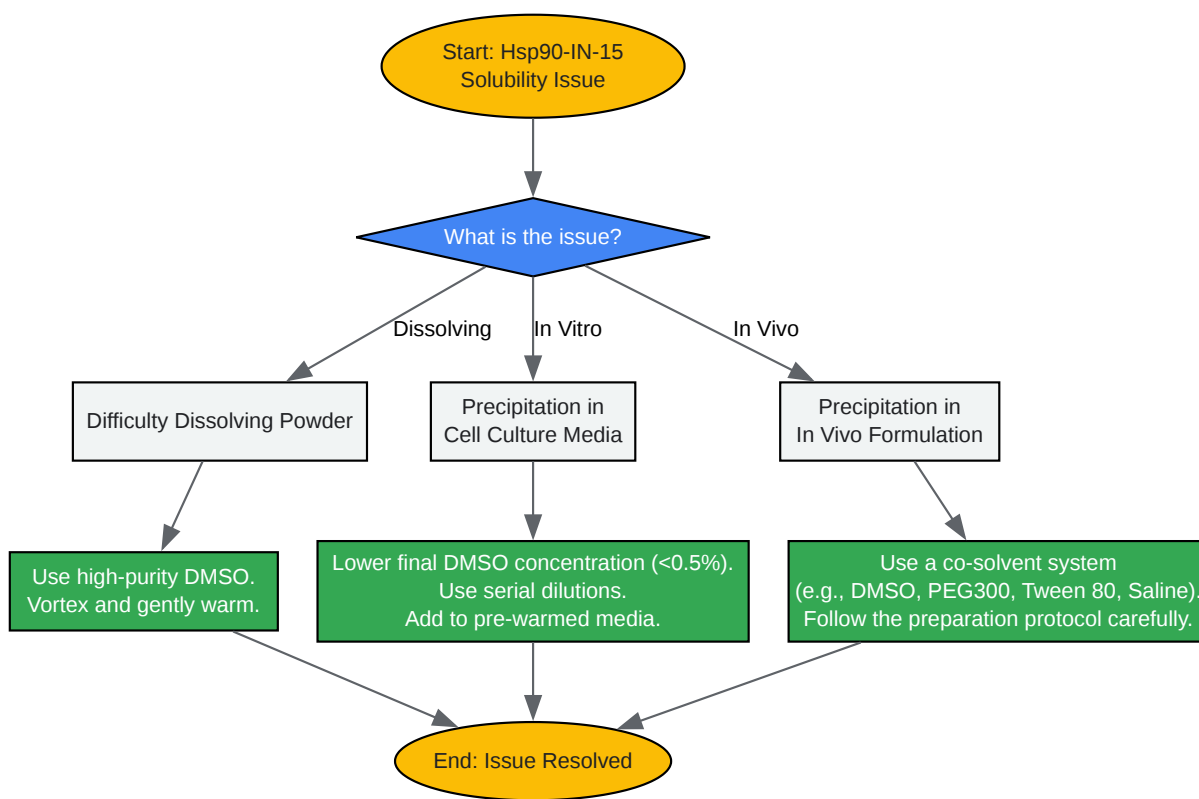 Start: Hsp90-IN-15
Solubility Issue
What is the issue?
Dissolving
In Vitro
In Vivo
Difficulty Dissolving Powder
Precipitation in
Cell Culture Media
Precipitation in
In Vivo Formulation
Use high-purity DMSO.
Vortex and gently warm.
Lower final DMSO concentration (<0.5%).
Use serial dilutions.
Add to pre-warmed media.
Use a co-solvent system
(e.g., DMSO, PEG300, Tween 80, Saline).
Follow the preparation protocol carefully.
End: Issue Resolved